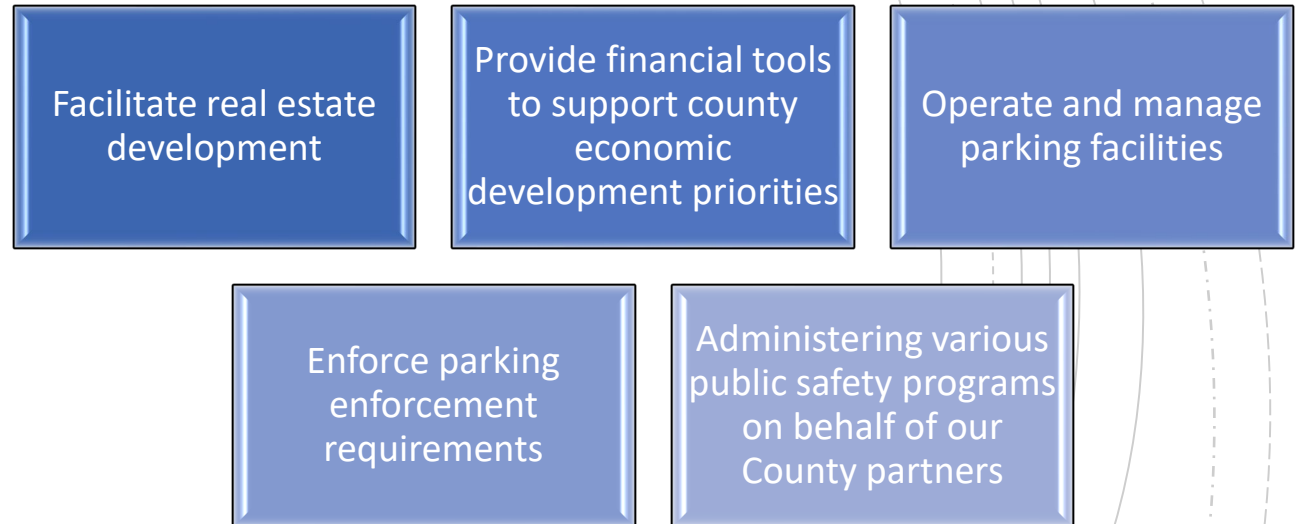 Facilitate real estate
development
Provide financial tools
to support county
economic
development priorities
Operate and manage
parking facilities
Enforce parking
enforcement
requirements
Administering various
public safety programs
on behalf of our
County partners